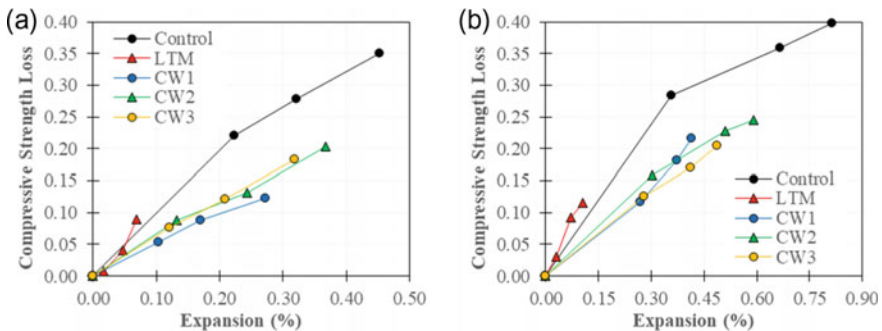 (a)
Compressive Strength Loss
0.40
0.35
0.30
0.25
0.20
0.15
0.10
0.05
0.00
Control
LTM
CW1
CW2
CW3
0.00 0.10 0.20 0.30 0.40 0.50
Expansion (%)
(b)
Compressive Strength Loss
0.40
0.35
0.30
0.25
0.20
0.15
0.10
0.05
0.00
Control
LTM
CW1
CW2
CW3
0.00 0.15 0.30 0.45 0.60 0.75 0.90
Expansion (%)